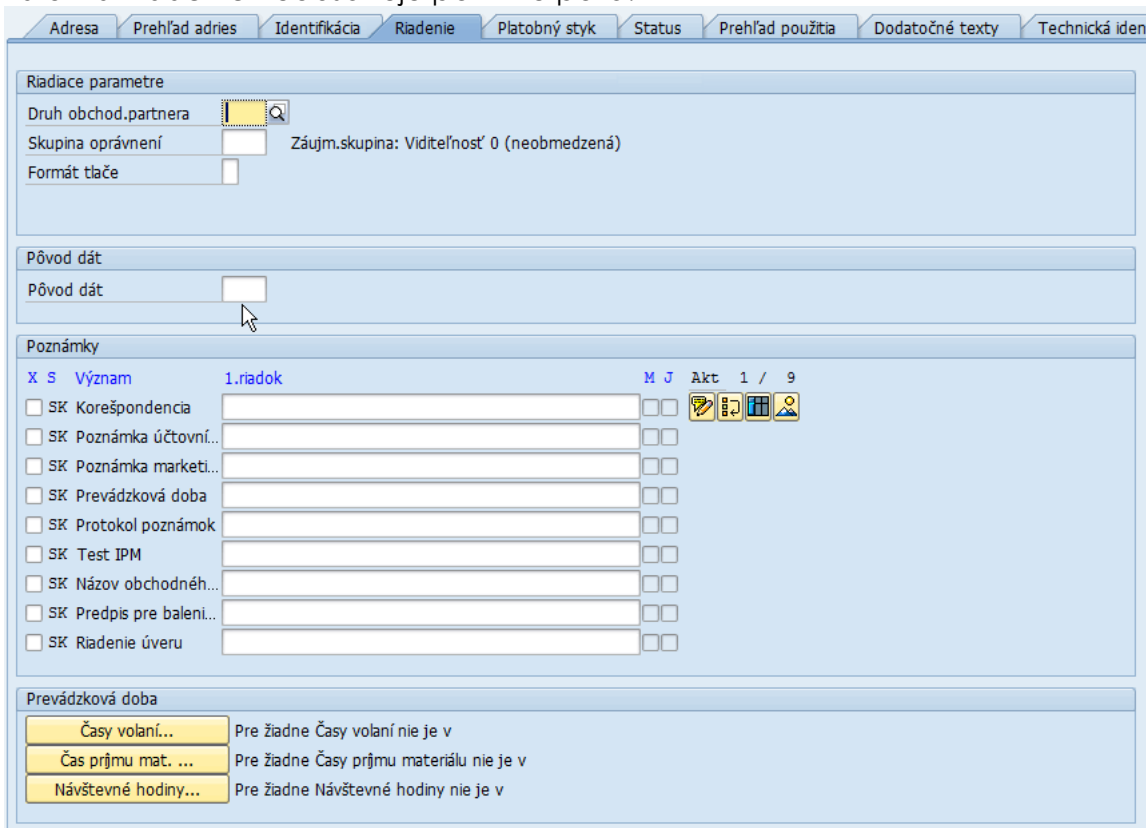 Adresa Prehľad adries Identifikácia Riadenie Platobný styk Status Prehľad použitia Dodatočné texty Technická iden
Riadiace parametre
Druh obchod.partnera
Skupina oprávnení Záujm.skupina: Viditeľnosť 0 (neobmedzená)
Formát tlače
Pôvod dát
Pôvod dát
Poznámky
X S Význam 1.riadok M J Akt 1 / 9
SK Korešpondencia
SK Poznámka účtovní...
SK Poznámka marketi...
SK Prevádzková doba
SK Protokol poznámok
SK Test IPM
SK Názov obchodnéh...
SK Predpis pre baleni...
SK Riadenie úveru
Prevádzková doba
Časy volaní... Pre žiadne Časy volaní nie je v
Čas príjmu mat. ... Pre žiadne Časy príjmu materiálu nie je v
Návštevné hodiny... Pre žiadne Návštevné hodiny nie je v